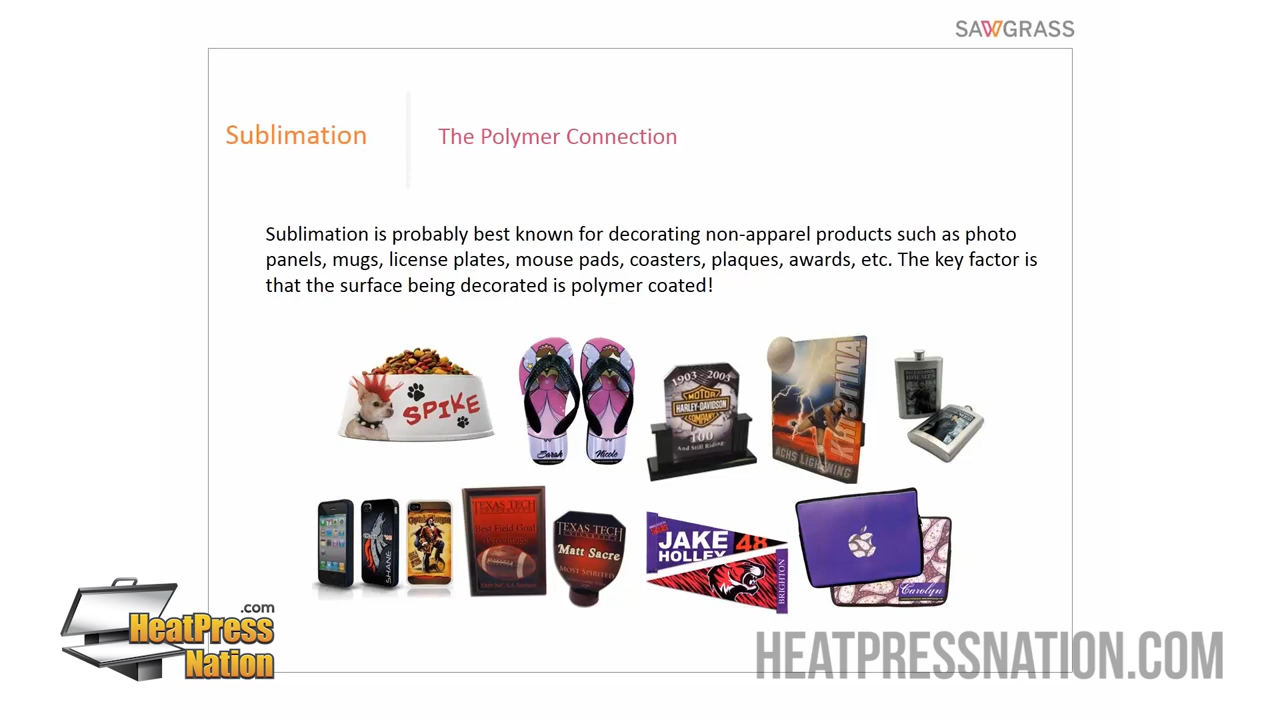 SAWGRASS
Sublimation
The Polymer Connection
Sublimation is probably best known for decorating non-apparel products such as photo
panels, mugs, license plates, mouse pads, coasters, plaques, awards, etc. The key factor is
that the surface being decorated is polymer coated!
SPIKE
Sarah
Nicole
1903 - 2003
MOTOR
HARLEY-DAVIDSON
COMPANY
100
And Still Riding
KRISTINA
ACHS LIGHTNING
SHANE
TEXAS TECH
Best Field Goal
TEXAS TECH
Matt Sacre
MOST SPIRITED
JAKE
HOLLEY
48
BRIGHTON
Carolyn
.com
HeatPress
Nation
HEATPRESSNATION.COM